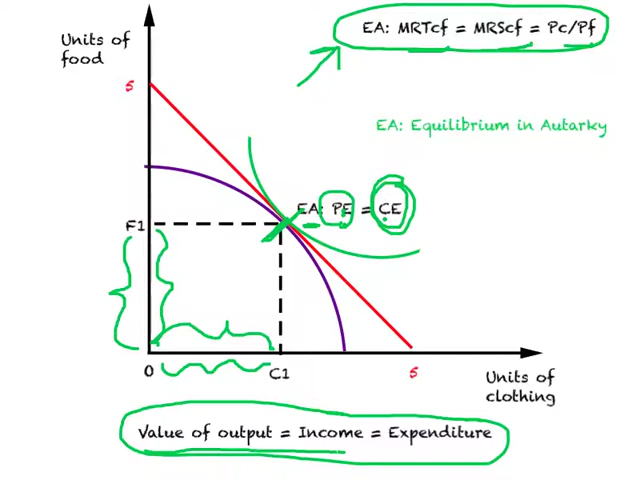 EA: MRTcf = MRScf = Pc/Pf
Units of
food
5
EA: Equilibrium in Autarky
EA: PE = CE
F1
0
C1
5
Units of
clothing
Value of output = Income = Expenditure